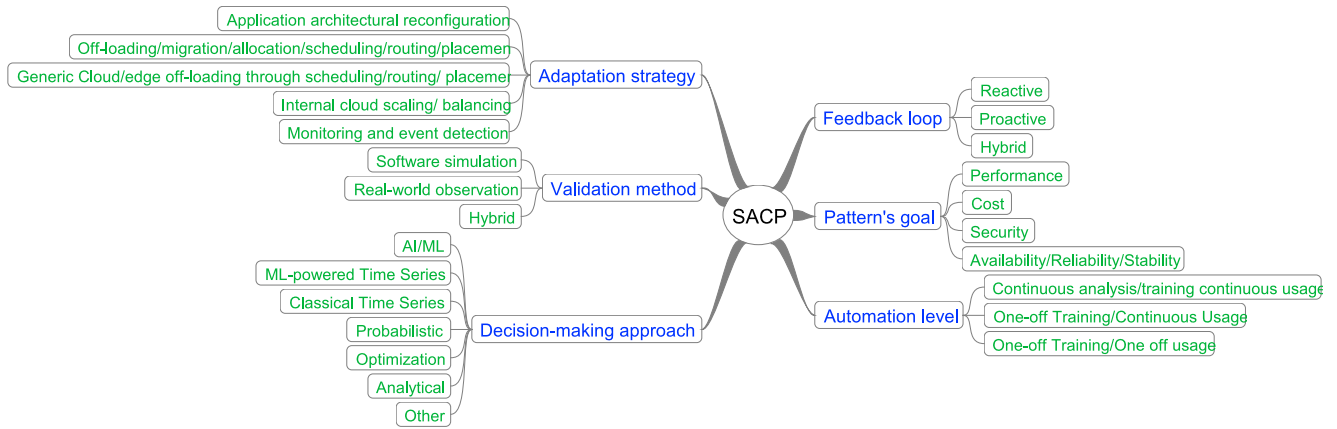 Application architectural reconfiguration
Off-loading/migration/allocation/scheduling/routing/placemen
Generic Cloud/edge off-loading through scheduling/routing/ placemer
Internal cloud scaling/ balancing
Monitoring and event detection
Adaptation strategy
Software simulation
Real-world observation
Hybrid
Validation method
AI/ML
ML-powered Time Series
Classical Time Series
Probabilistic
Optimization
Analytical
Other
Decision-making approach
SACP
Feedback loop
Reactive
Proactive
Hybrid
Pattern's goal
Performance
Cost
Security
Availability/Reliability/Stability
Automation level
Continuous analysis/training continuous usage
One-off Training/Continuous Usage
One-off Training/One off usage